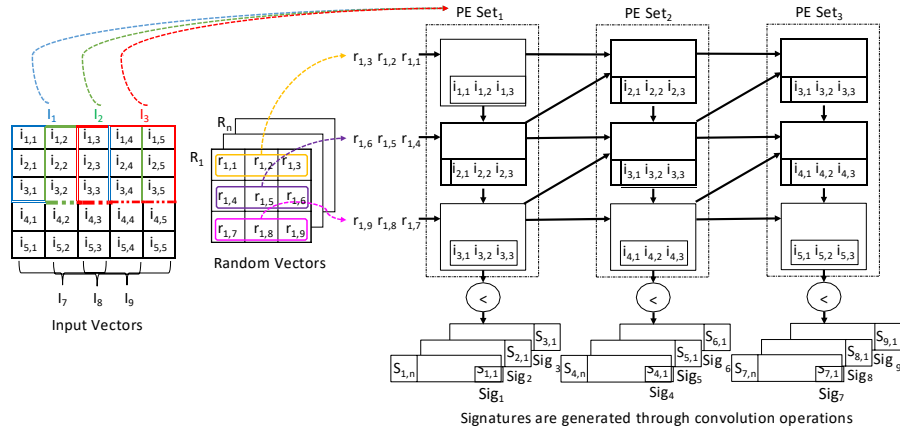 PE Set1
PE Set2
PE Set3
r1,3 r1,2 r1,1
i1,1 i1,2 i1,3
i2,1 i2,2 i2,3
i3,1 i3,2 i3,3
I1
I2
I3
Rn
R1
i1,1 i1,2 i1,3 i1,4 i1,5
i2,1 i2,2 i2,3 i2,4 i2,5
i3,1 i3,2 i3,3 i3,4 i3,5
i4,1 i4,2 i4,3 i4,4 i4,5
i5,1 i5,2 i5,3 i5,4 i5,5
I7
I8
I9
Input Vectors
r1,1 r1,2 r1,3
r1,4 r1,5 r1,6
r1,7 r1,8 r1,9
Random Vectors
r1,6 r1,5 r1,4
i2,1 i2,2 i2,3
i3,1 i3,2 i3,3
i4,1 i4,2 i4,3
r1,9 r1,8 r1,7
i3,1 i3,2 i3,3
i4,1 i4,2 i4,3
i5,1 i5,2 i5,3
<
<
<
S3,1
S2,1
S1,n
S1,1
Sig3
Sig2
Sig1
S6,1
S5,1
S4,n
S4,1
Sig6
Sig5
Sig4
S9,1
S8,1
S7,n
S7,1
Sig9
Sig8
Sig7
Signatures are generated through convolution operations